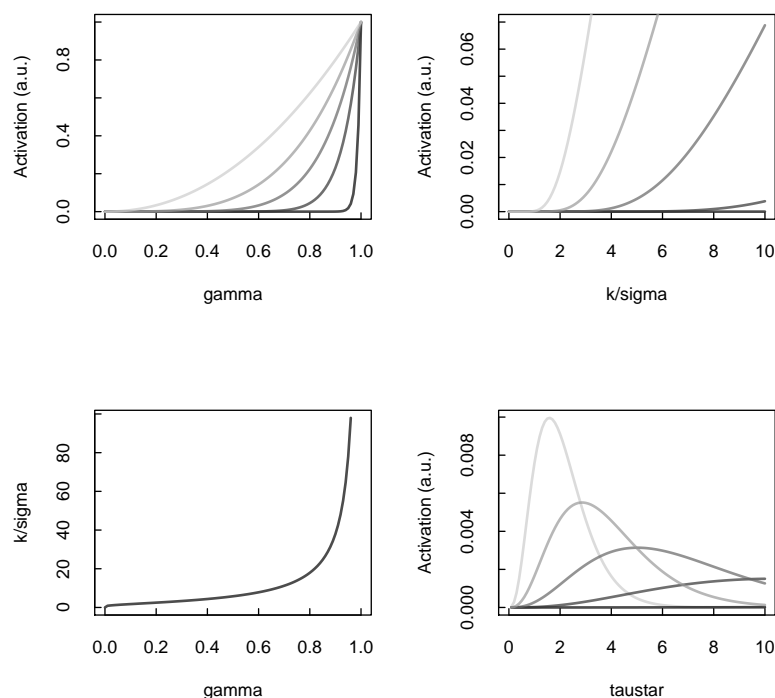 Activation (a.u.)
0.0 0.4 0.8
0.0 0.2 0.4 0.6 0.8 1.0
gamma
Activation (a.u.)
0.00 0.02 0.04 0.06
0 2 4 6 8 10
k/sigma
k/sigma
0 20 40 60 80
0.0 0.2 0.4 0.6 0.8 1.0
gamma
Activation (a.u.)
0.000 0.004 0.008
0 2 4 6 8 10
taustar